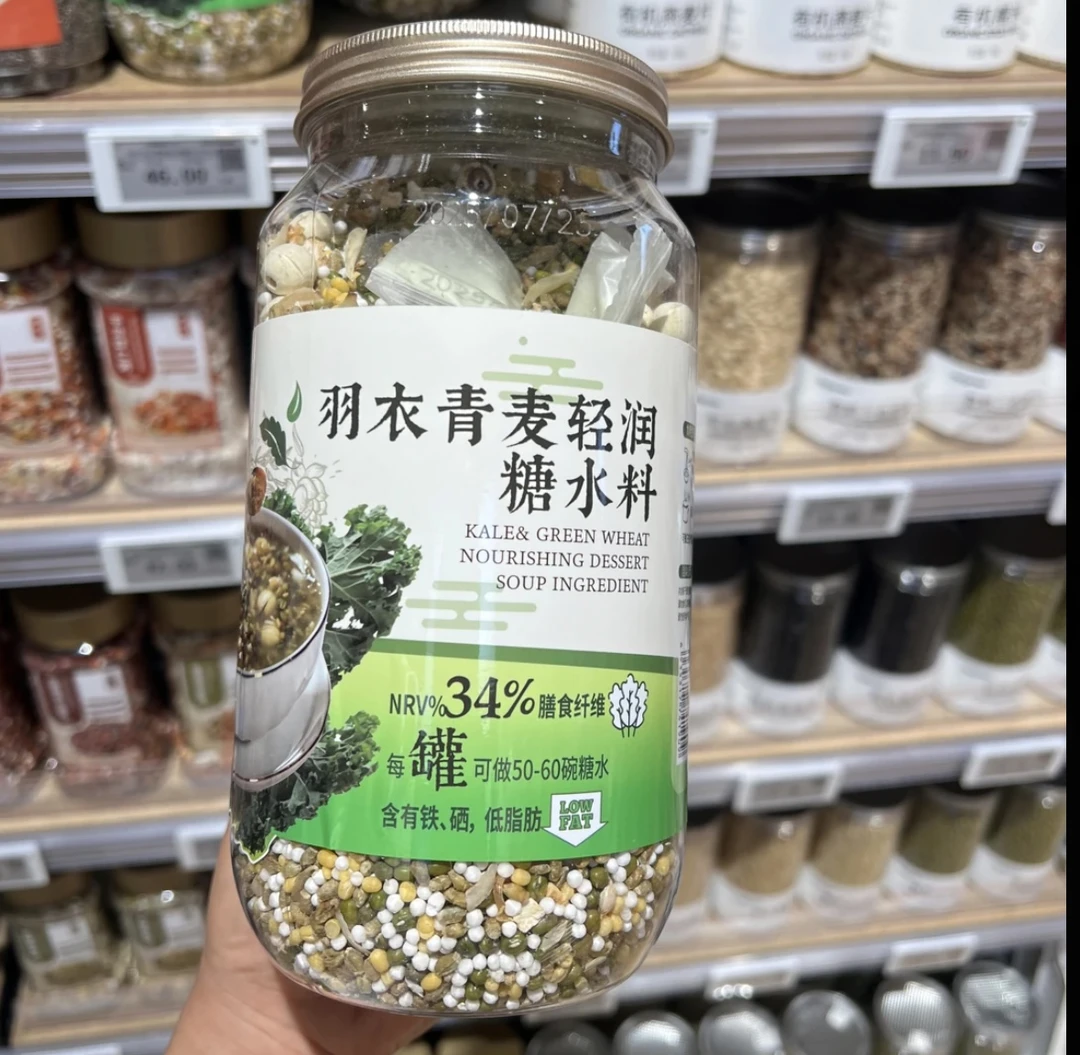 46.00
羽衣青麦轻润
糖水料
KALE& GREEN WHEAT
NOURISHING DESSERT
SOUP INGREDIENT
NRV%34%膳食纤维
每罐可做50-60碗糖水
含有铁、硒,低脂肪
LOW
FAT